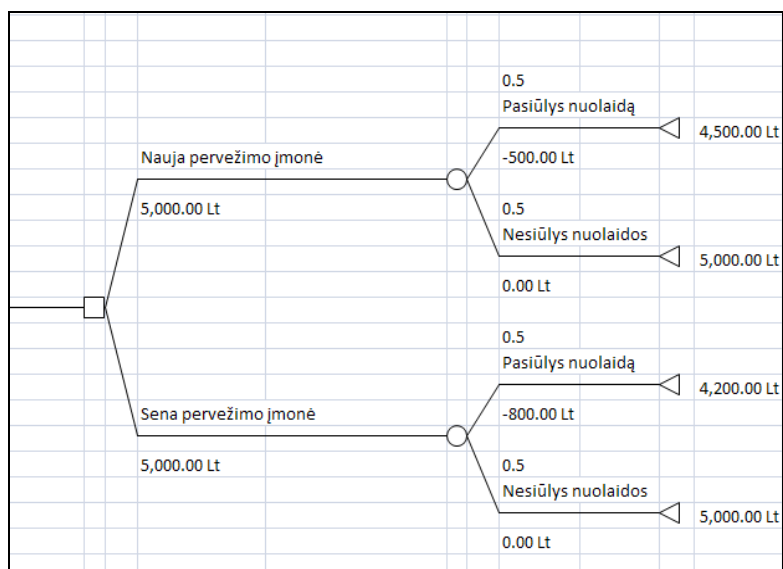 0.5
Pasiūlys nuolaidą
4,500.00 Lt
Nauja pervežimo įmonė
-500.00 Lt
5,000.00 Lt
0.5
Nesiūlys nuolaidos
5,000.00 Lt
0.00 Lt
0.5
Pasiūlys nuolaidą
4,200.00 Lt
Sena pervežimo įmonė
-800.00 Lt
5,000.00 Lt
0.5
Nesiūlys nuolaidos
5,000.00 Lt
0.00 Lt